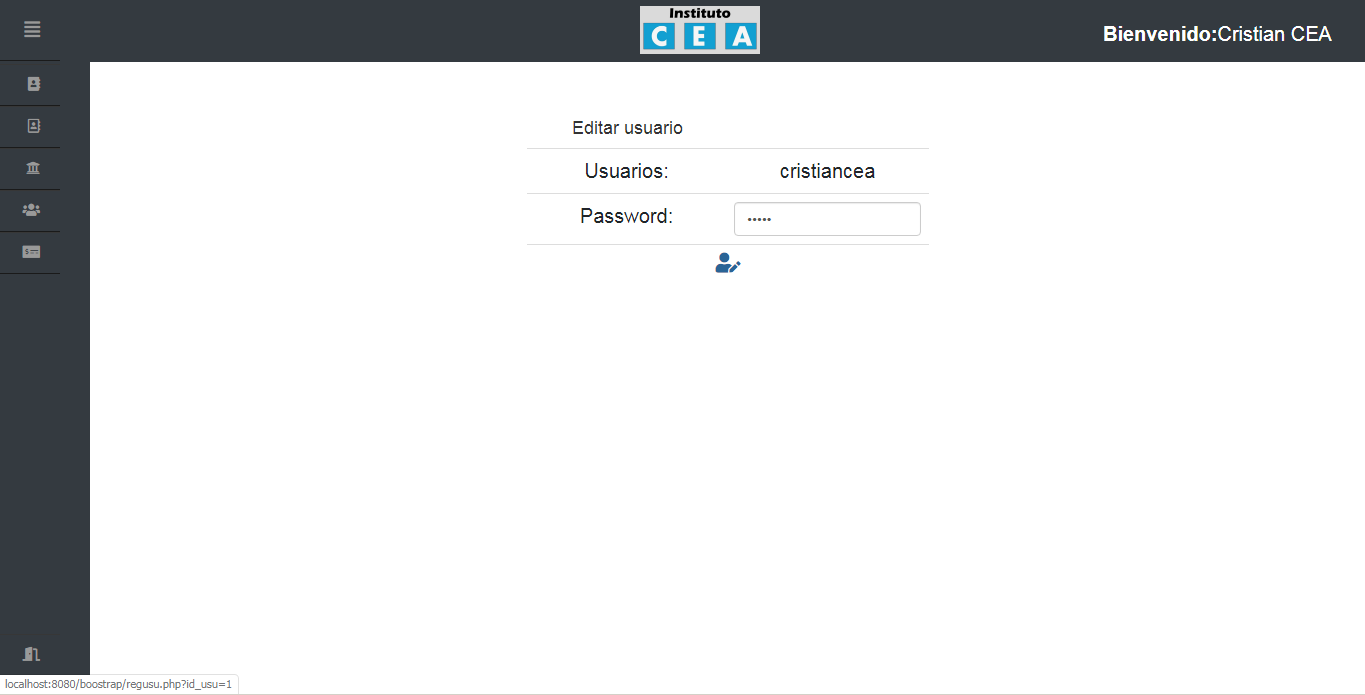 Instituto
C E A
Bienvenido:Cristian CEA
Editar usuario
Usuarios: cristiancea
Password: •••••
localhost:8080/boostrap/regusu.php?id_usu=1